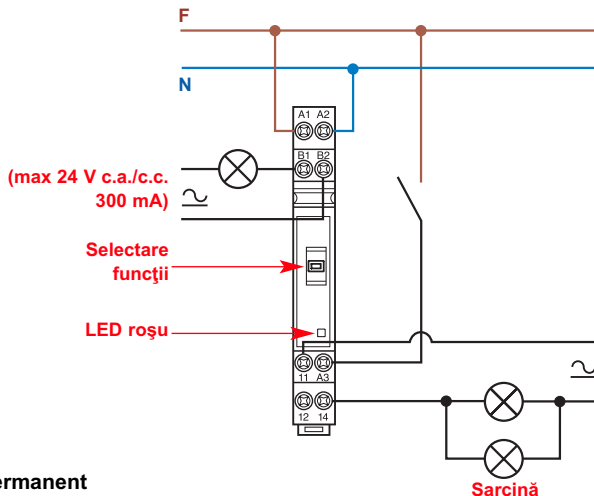 F
N
A1 A2
B1 B2
(max 24 V c.a./c.c.
300 mA)
Selectare
funcţii
LED roşu
11 A3
12 14
Sarcină
ermanent